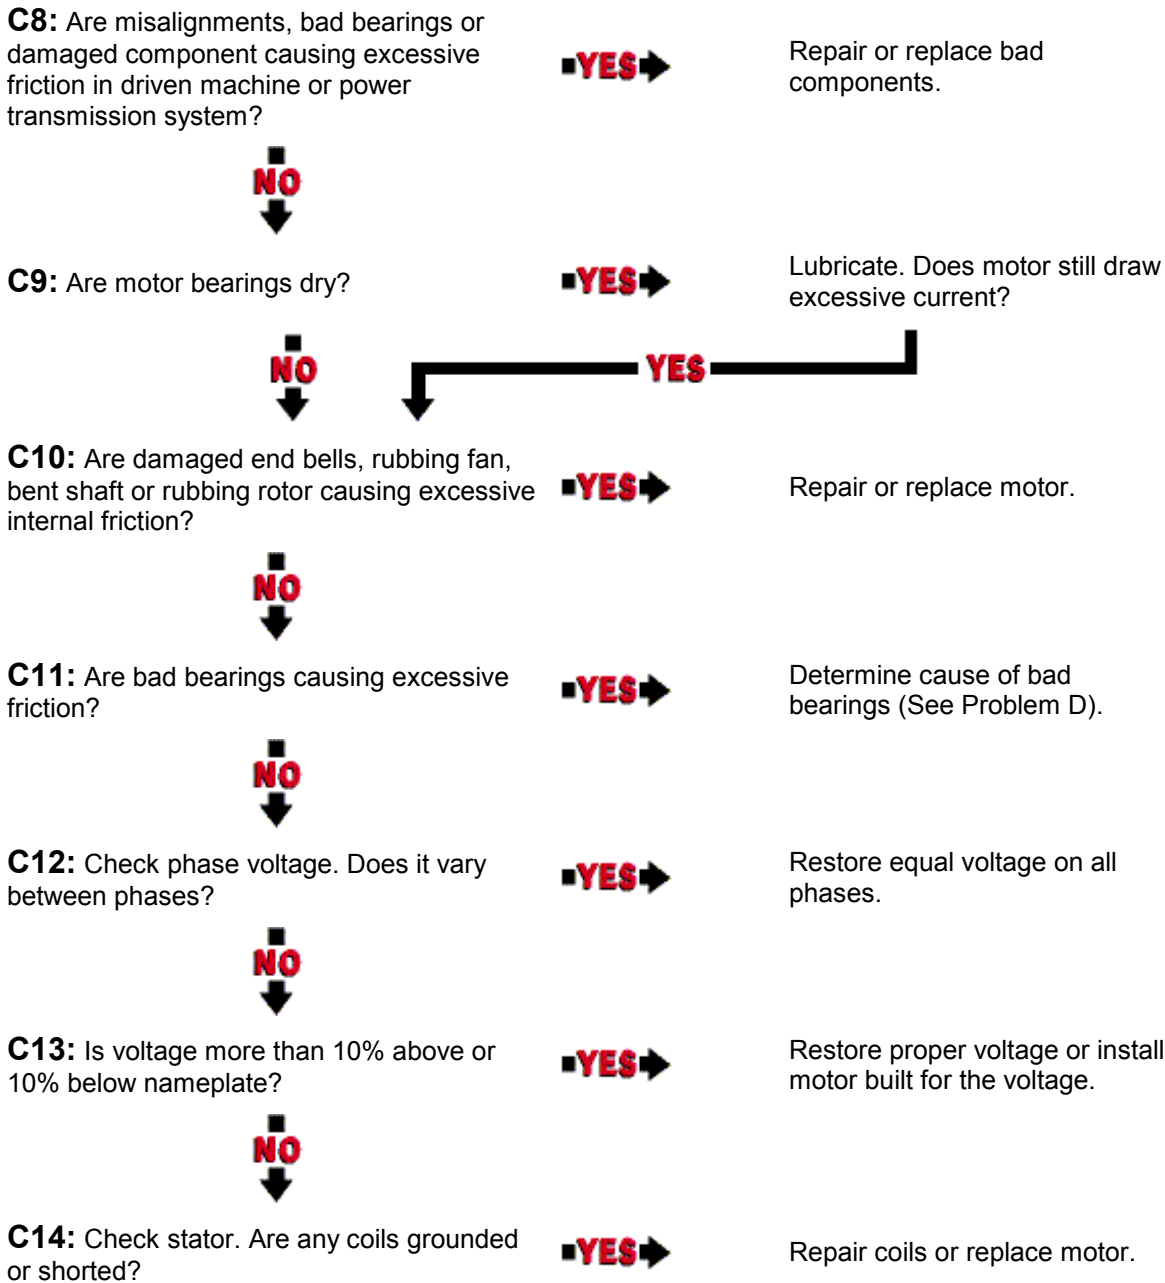 C8: Are misalignments, bad bearings or
damaged component causing excessive
friction in driven machine or power
transmission system?
YES
Repair or replace bad
components.
NO
C9: Are motor bearings dry?
YES
Lubricate. Does motor still draw
excessive current?
NO
YES
C10: Are damaged end bells, rubbing fan,
bent shaft or rubbing rotor causing excessive
internal friction?
YES
Repair or replace motor.
NO
C11: Are bad bearings causing excessive
friction?
YES
Determine cause of bad
bearings (See Problem D).
NO
C12: Check phase voltage. Does it vary
between phases?
YES
Restore equal voltage on all
phases.
NO
C13: Is voltage more than 10% above or
10% below nameplate?
YES
Restore proper voltage or install
motor built for the voltage.
NO
C14: Check stator. Are any coils grounded
or shorted?
YES
Repair coils or replace motor.